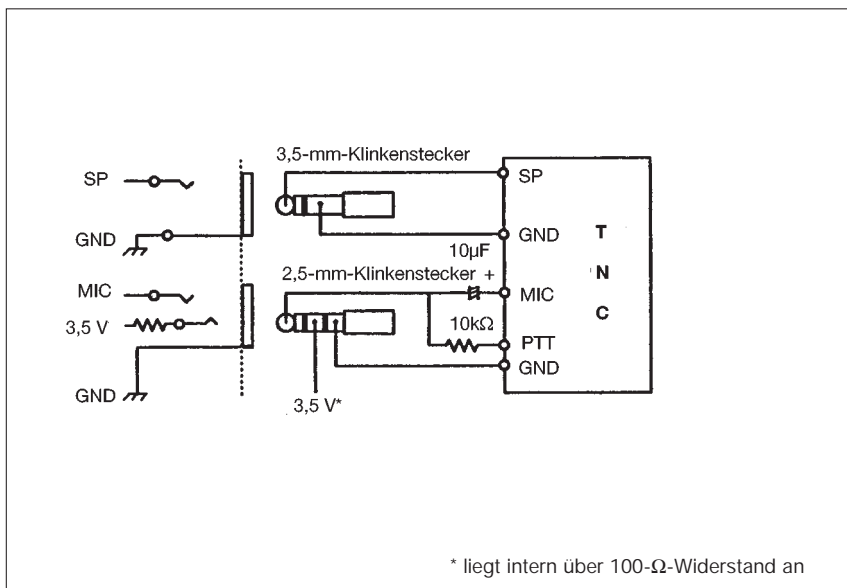 3,5-mm-Klinkenstecker
SP
SP
GND
GND
10µF
2,5-mm-Klinkenstecker +
MIC
MIC
3,5 V
10kΩ
PTT
GND
GND
3,5 V*
T
N
C
* liegt intern über 100-Ω-Widerstand an